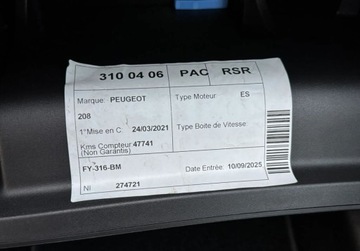 310 04 06 PAC RSR
Marque: PEUGEOT Type Moteur ES
208
1°Mise en C 24/03/2021 Type Boite de Vitesse:
Kms Compteur 47741
(Non Garantis)
FY-316-BM Date Entrée: 10/09/2025
NI 274721